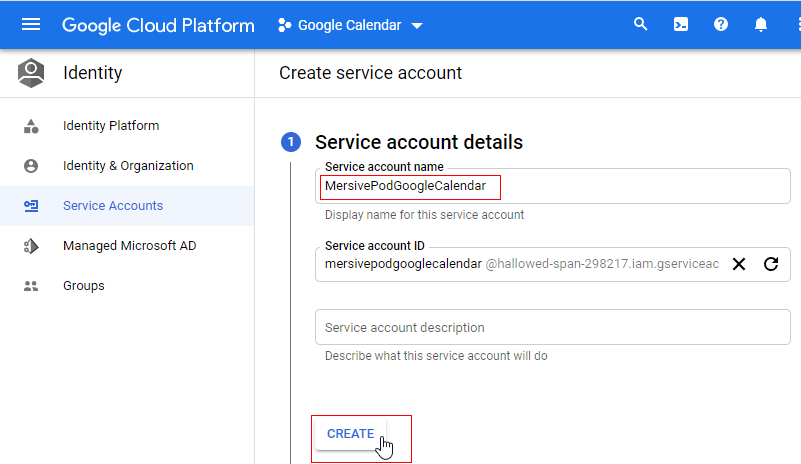 Google Cloud Platform
Google Calendar
Identity
Create service account
Identity Platform
Identity & Organization
Service Accounts
Managed Microsoft AD
Groups
1 Service account details
Service account name
MersivePodGoogleCalendar
Display name for this service account
Service account ID
mersivepodgooglecalendar @hallowed-span-298217.iam.gserviceac
Service account description
Describe what this service account will do
CREATE